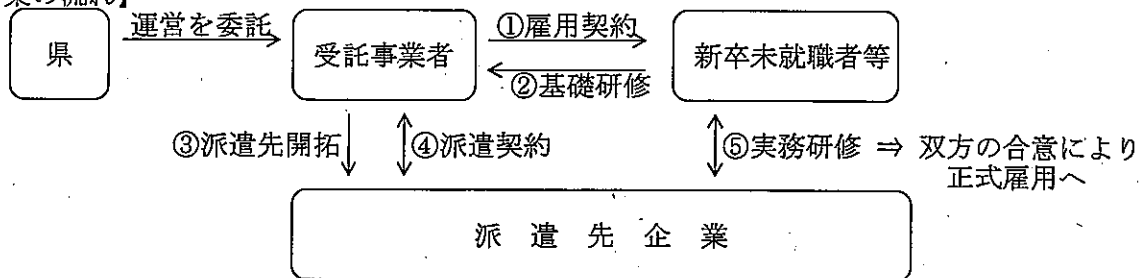 業の流れ】
県
運営を委託
受託事業者
①雇用契約
②基礎研修
新卒未就職者等
③派遣先開拓
④派遣契約
⑤実務研修 ⇒ 双方の合意により
正式雇用へ
派遣先企業